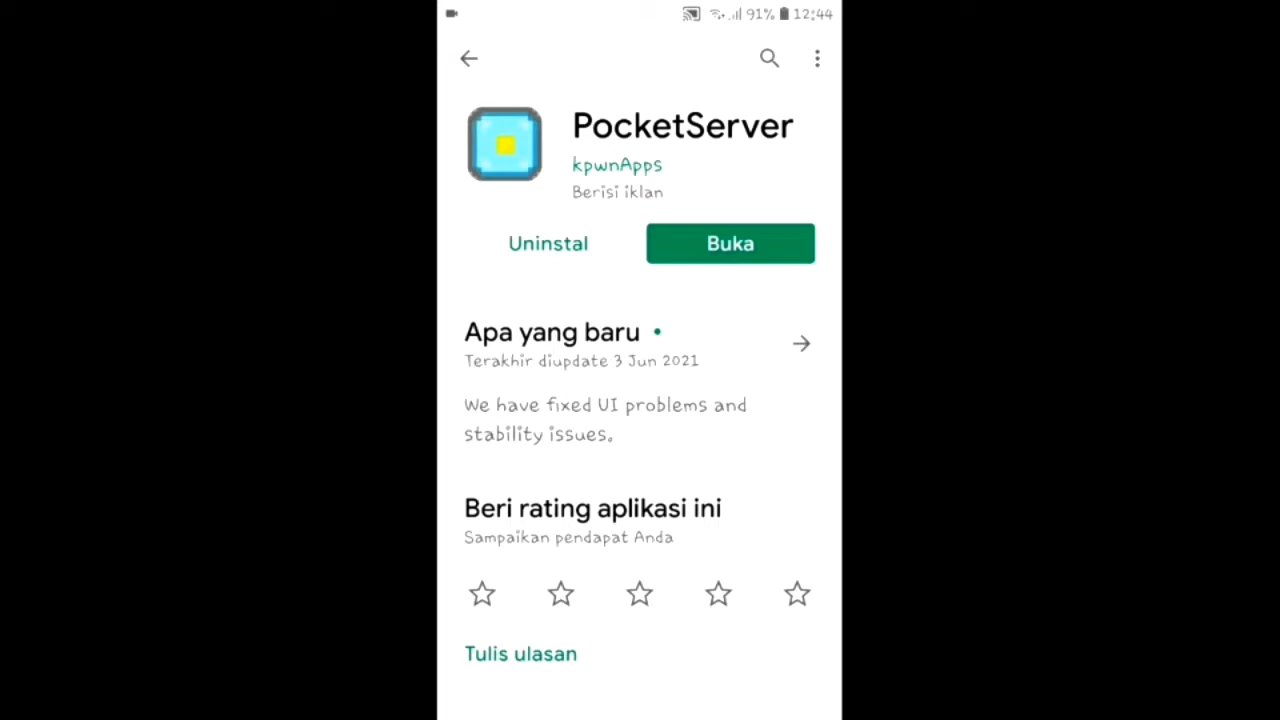 91% 12:44
PocketServer
kpwnApps
Berisi iklan
Uninstal
Buka
Apa yang baru •
Terakhir diupdate 3 Jun 2021
We have fixed UI problems and
stability issues.
Beri rating aplikasi ini
Sampaikan pendapat Anda
Tulis ulasan